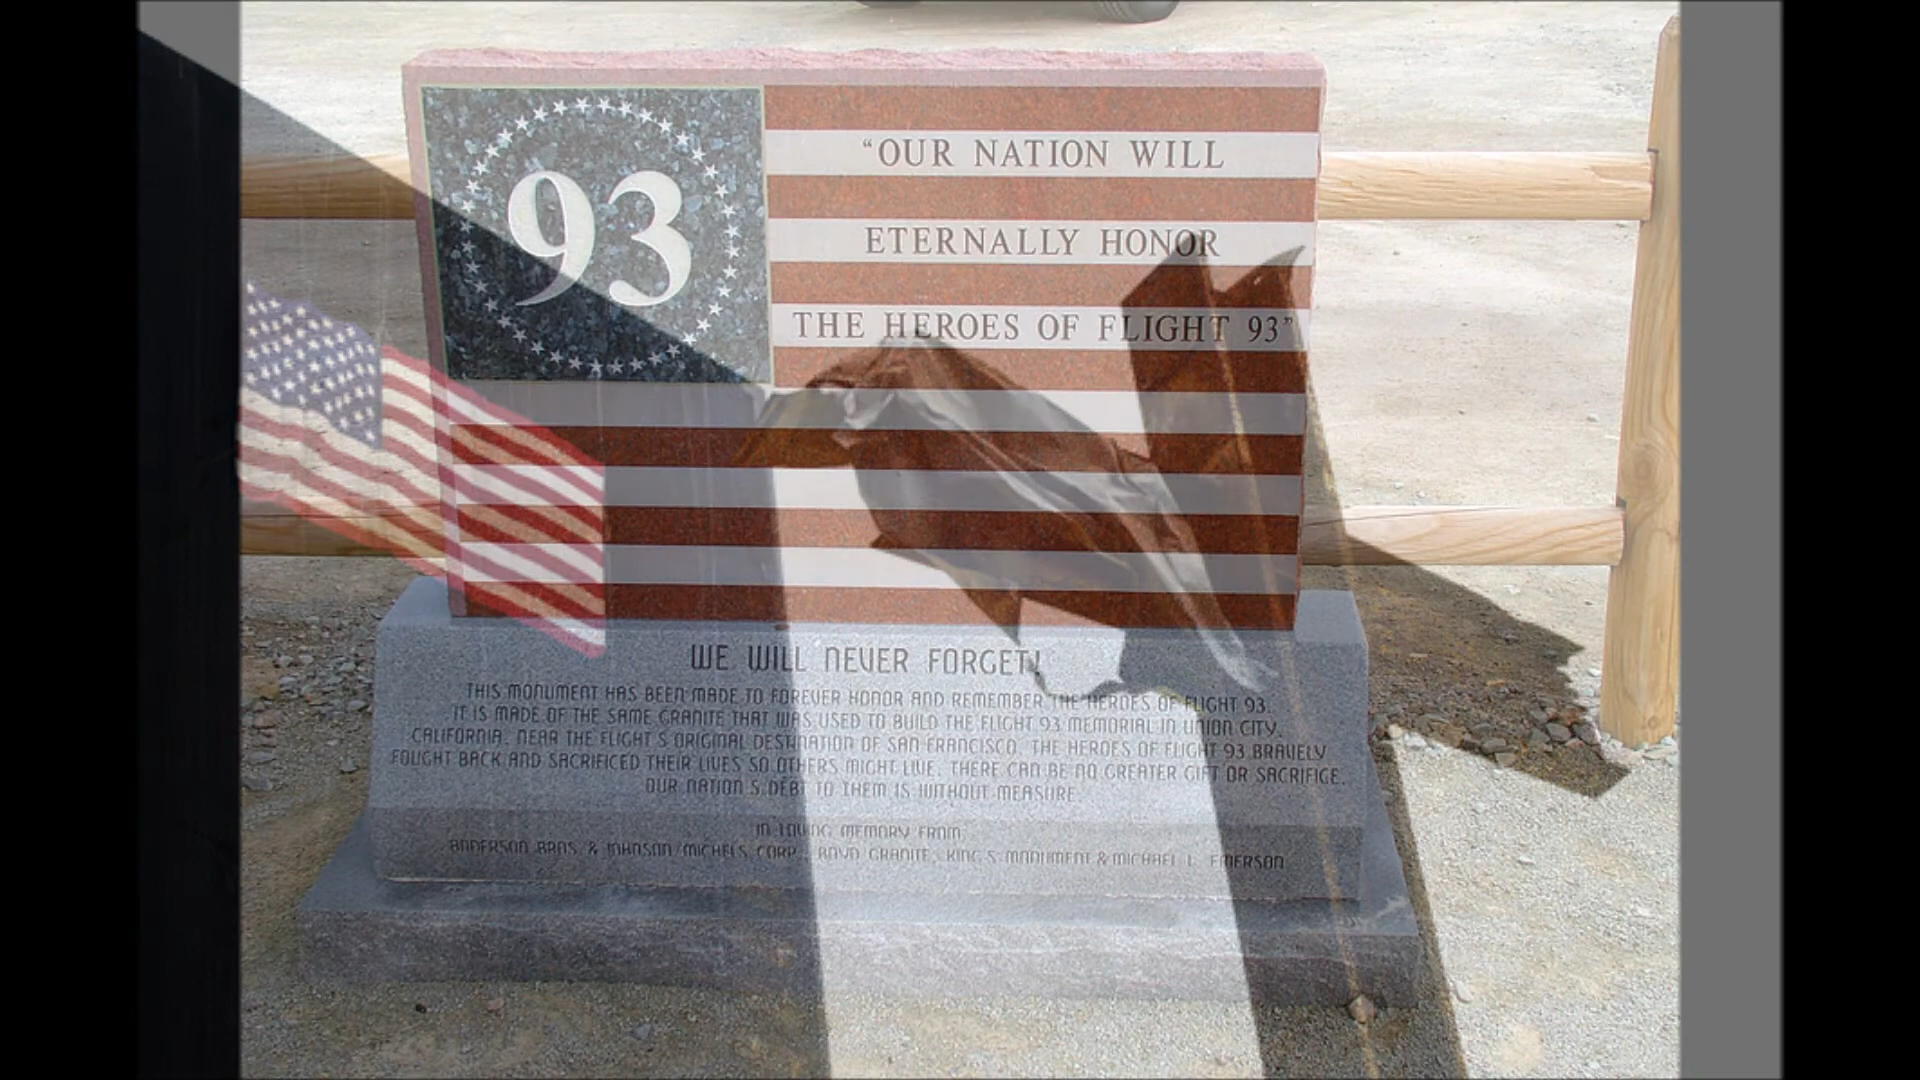 93
"OUR NATION WILL
ETERNALLY HONOR
THE HEROES OF FLIGHT 93"
WE WILL NEVER FORGET!
THIS MONUMENT HAS BEEN MADE TO FOREVER HONOR AND REMEMBER THE HEROES OF FLIGHT 93.
IT IS MADE OF THE SAME GRANITE THAT WAS USED TO BUILD THE FLIGHT 93 MEMORIAL IN UNION CITY,
CALIFORNIA, NEAR THE FLIGHT'S ORIGINAL DESTINATION OF SAN FRANCISCO. THE HEROES OF FLIGHT 93 BRAVELY
FOUGHT BACK AND SACRIFICED THEIR LIVES SO OTHERS MIGHT LIVE. THERE CAN BE NO GREATER GIFT OR SACRIFICE.
OUR NATION'S DEBT TO THEM IS WITHOUT MEASURE.
IN LOVING MEMORY FROM:
ANDERSON BROS. & JOHNSON, MICHELS CORP., BOYD GRANITE, KING'S MONUMENT & MICHAEL L. EMERSON